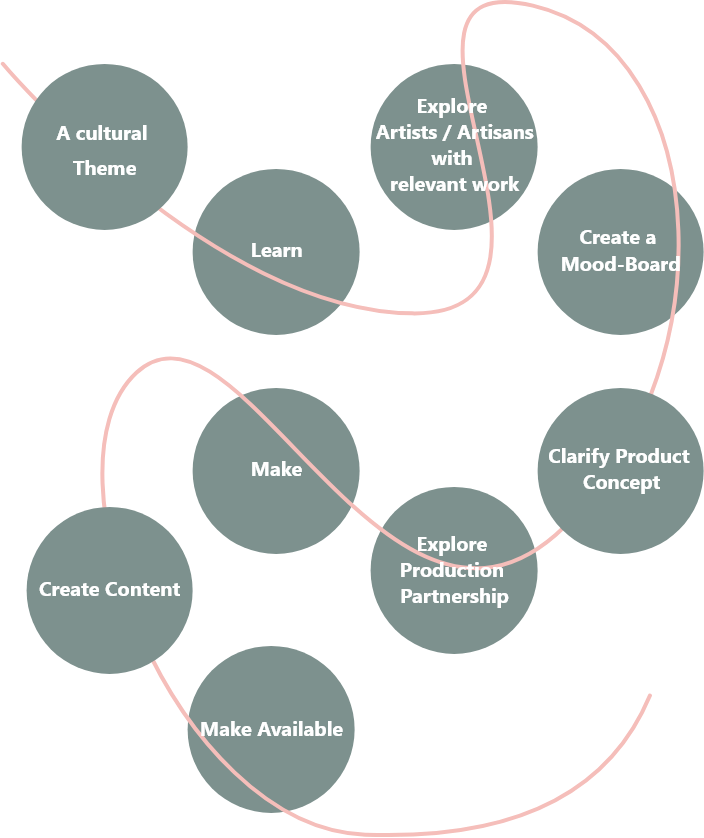 A cultural
Theme
Learn
Explore
Artists / Artisans
with
relevant work
Create a
Mood-Board
Clarify Product
Concept
Explore
Production
Partnership
Make
Create Content
Make Available